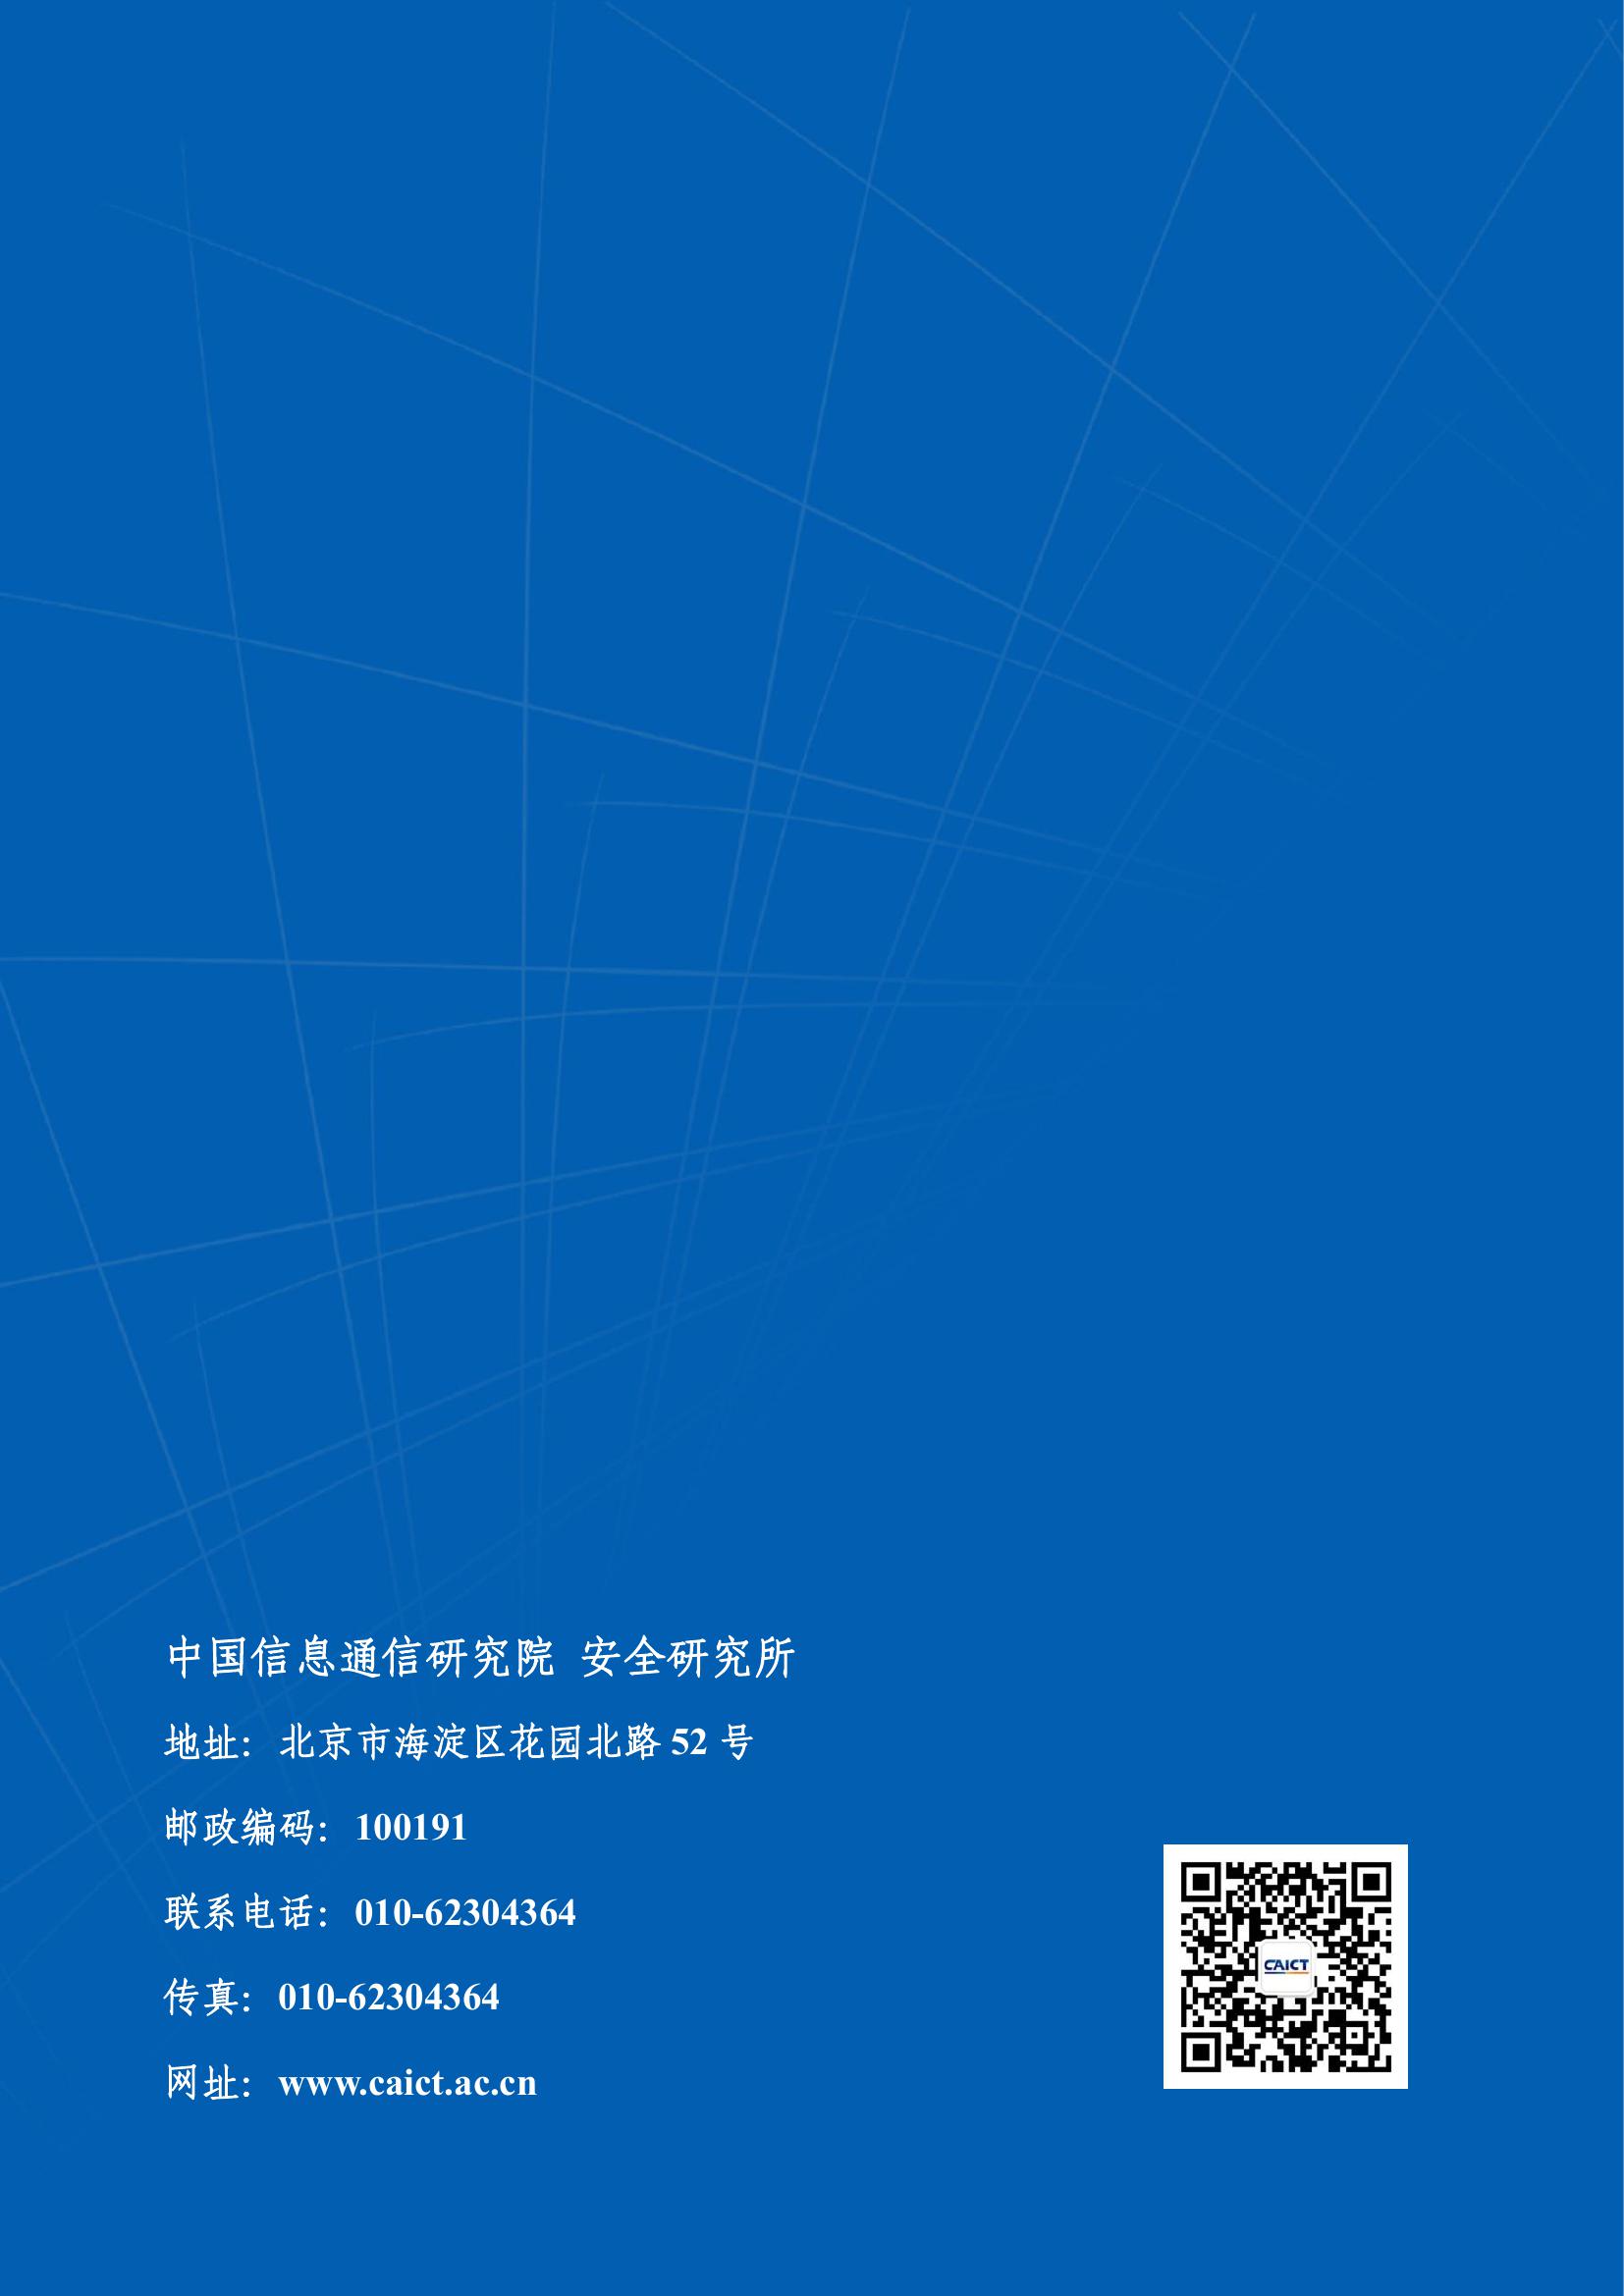 中国信息通信研究院 安全研究所
地址：北京市海淀区花园北路 52 号
邮政编码：100191
联系电话：010-62304364
传真：010-62304364
网址：www.caict.ac.cn
CAICT